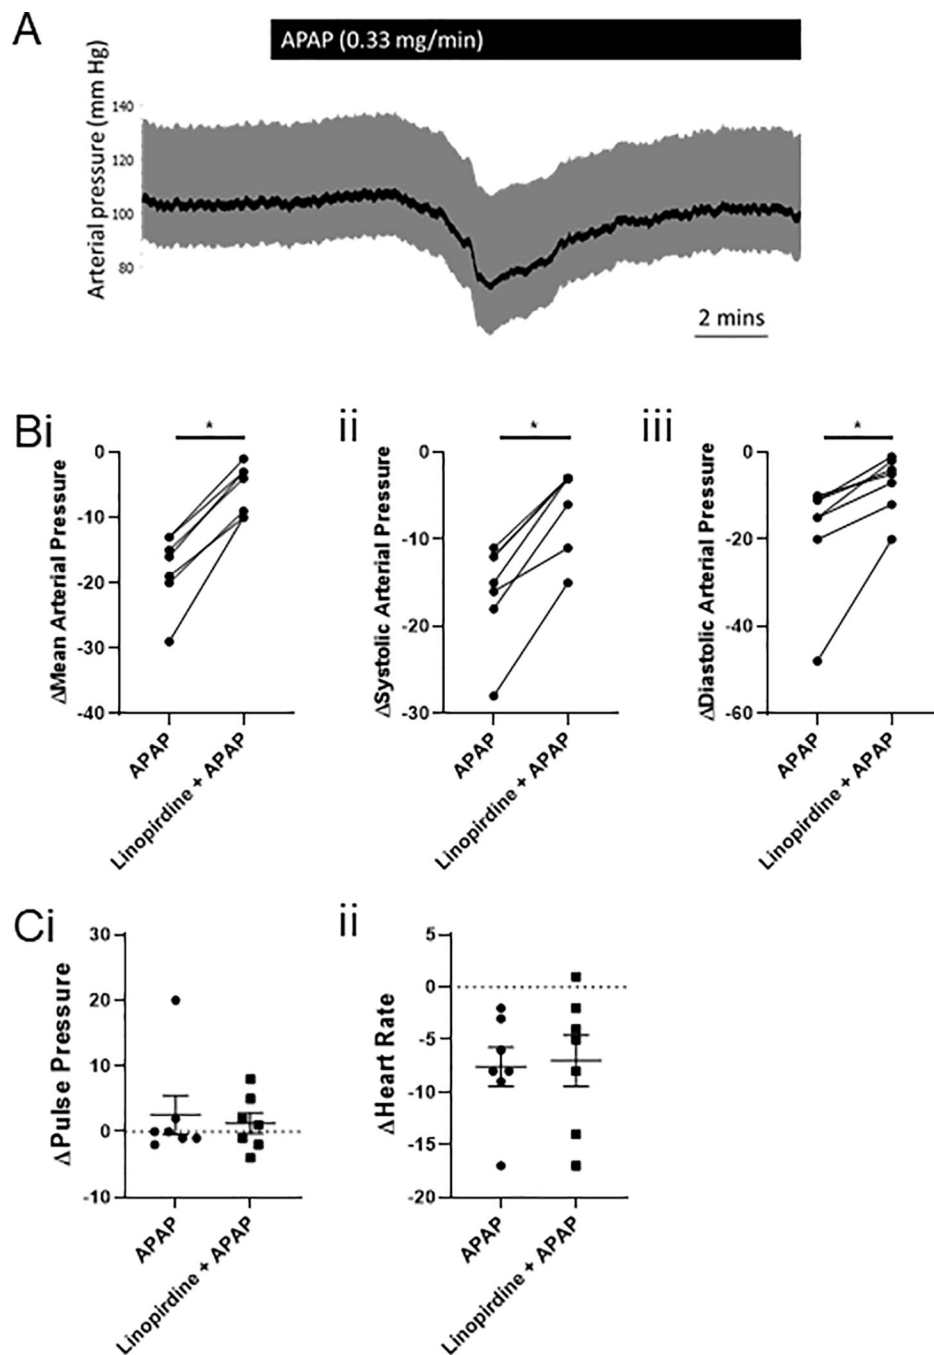 A
APAP (0.33 mg/min)
Arterial pressure (mm Hg)
140
120
100
80
2 mins
Bi
*
ΔMean Arterial Pressure
0
-10
-20
-30
-40
APAP
Linopirdine + APAP
ii
*
ΔSystolic Arterial Pressure
0
-10
-20
-30
APAP
Linopirdine + APAP
iii
*
ΔDiastolic Arterial Pressure
0
-20
-40
-60
APAP
Linopirdine + APAP
Ci
ΔPulse Pressure
30
20
10
0
-10
APAP
Linopirdine + APAP
ii
ΔHeart Rate
5
0
-5
-10
-15
-20
APAP
Linopirdine + APAP